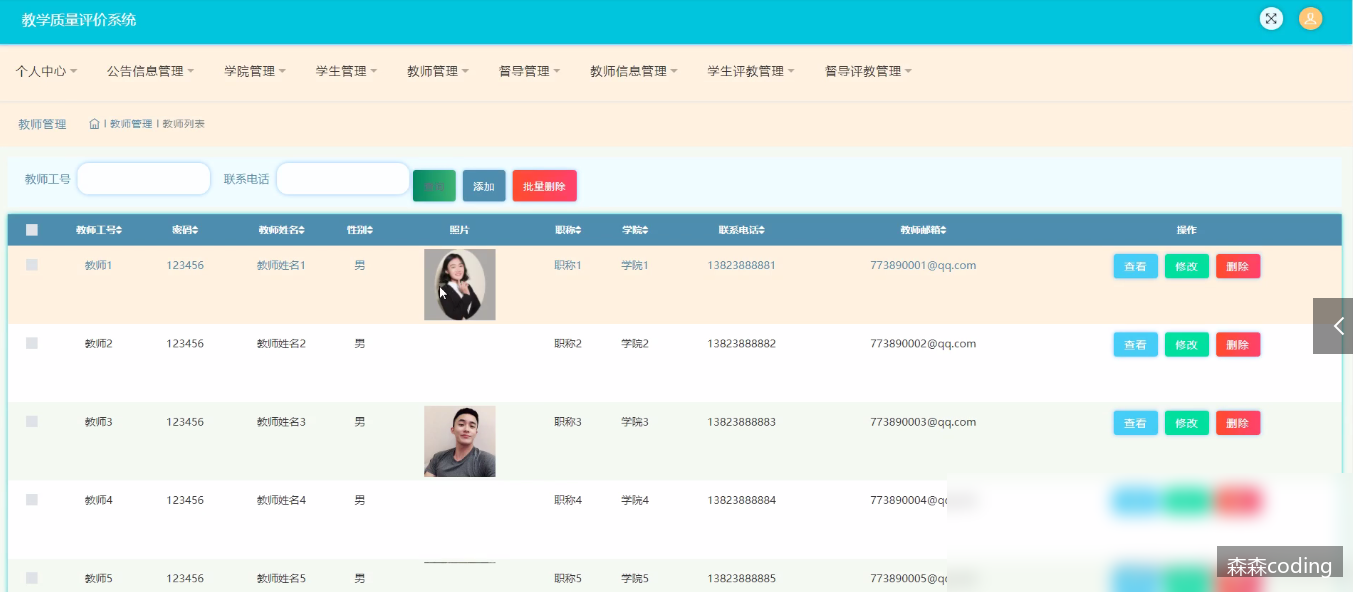 教学质量评价系统
个人中心 公告信息管理 学院管理 学生管理 教师管理 督导管理 教师信息管理 学生评教管理 督导评教管理
教师管理 | 教师管理 | 教师列表
教师工号 联系电话 添加 批量删除
教师工号 密码 教师姓名 性别 照片 职称 学院 联系电话 教师邮箱 操作
教师1 123456 教师姓名1 男 职称1 学院1 13823888881 773890001@qq.com 查看 修改 删除
教师2 123456 教师姓名2 男 职称2 学院2 13823888882 773890002@qq.com 查看 修改 删除
教师3 123456 教师姓名3 男 职称3 学院3 13823888883 773890003@qq.com 查看 修改 删除
教师4 123456 教师姓名4 男 职称4 学院4 13823888884
教师5 123456 教师姓名5 男 职称5 学院5 13823888885
森森coding